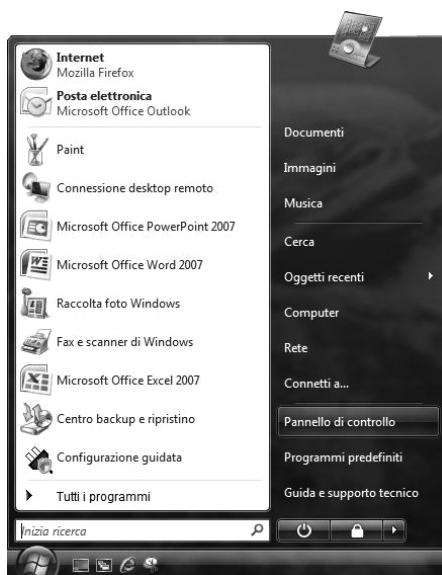 Internet
Mozilla Firefox
Posta elettronica
Microsoft Office Outlook
Paint
Connessione desktop remoto
Microsoft Office PowerPoint 2007
Microsoft Office Word 2007
Raccolta foto Windows
Fax e scanner di Windows
Microsoft Office Excel 2007
Centro backup e ripristino
Configurazione guidata
Tutti i programmi
Inizia ricerca
Documenti
Immagini
Musica
Cerca
Oggetti recenti
Computer
Rete
Connetti a...
Pannello di controllo
Programmi predefiniti
Guida e supporto tecnico